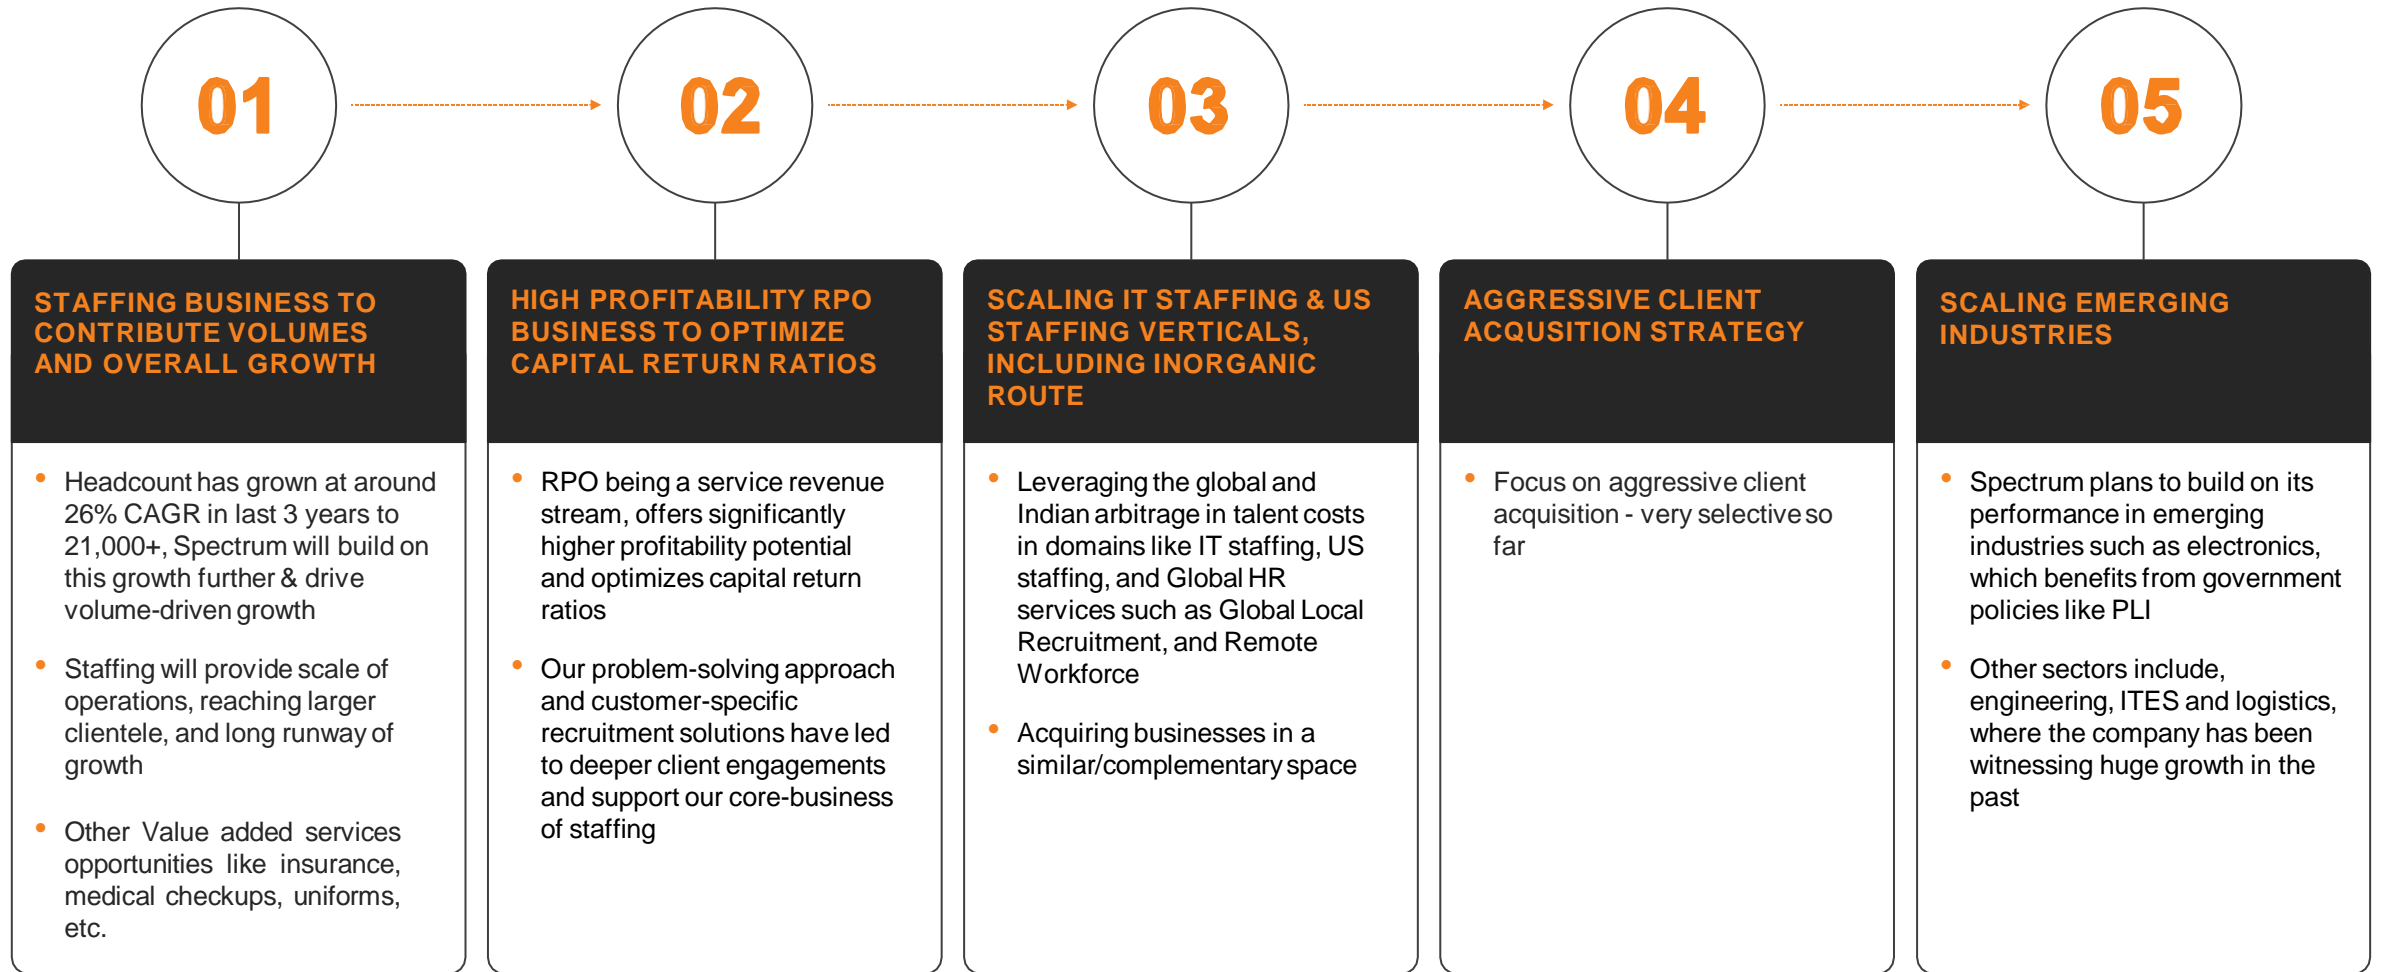 01
02
03
04
05
STAFFING BUSINESS TO
CONTRIBUTE VOLUMES
AND OVERALL GROWTH
• Headcount has grown at around
26% CAGR in last 3 years to
21,000+, Spectrum will build on
this growth further & drive
volume-driven growth
• Staffing will provide scale of
operations, reaching larger
clientele, and long runway of
growth
• Other Value added services
opportunities like insurance,
medical checkups, uniforms,
etc.
HIGH PROFITABILITY RPO
BUSINESS TO OPTIMIZE
CAPITAL RETURN RATIOS
• RPO being a service revenue
stream, offers significantly
higher profitability potential
and optimizes capital return
ratios
• Our problem-solving approach
and customer-specific
recruitment solutions have led
to deeper client engagements
and support our core-business
of staffing
SCALING IT STAFFING & US
STAFFING VERTICALS,
INCLUDING INORGANIC
ROUTE
• Leveraging the global and
Indian arbitrage in talent costs
in domains like IT staffing, US
staffing, and Global HR
services such as Global Local
Recruitment, and Remote
Workforce
• Acquiring businesses in a
similar/complementary space
AGGRESSIVE CLIENT
ACQUSITION STRATEGY
• Focus on aggressive client
acquisition - very selective so
far
SCALING EMERGING
INDUSTRIES
• Spectrum plans to build on its
performance in emerging
industries such as electronics,
which benefits from government
policies like PLI
• Other sectors include,
engineering, ITES and logistics,
where the company has been
witnessing huge growth in the
past